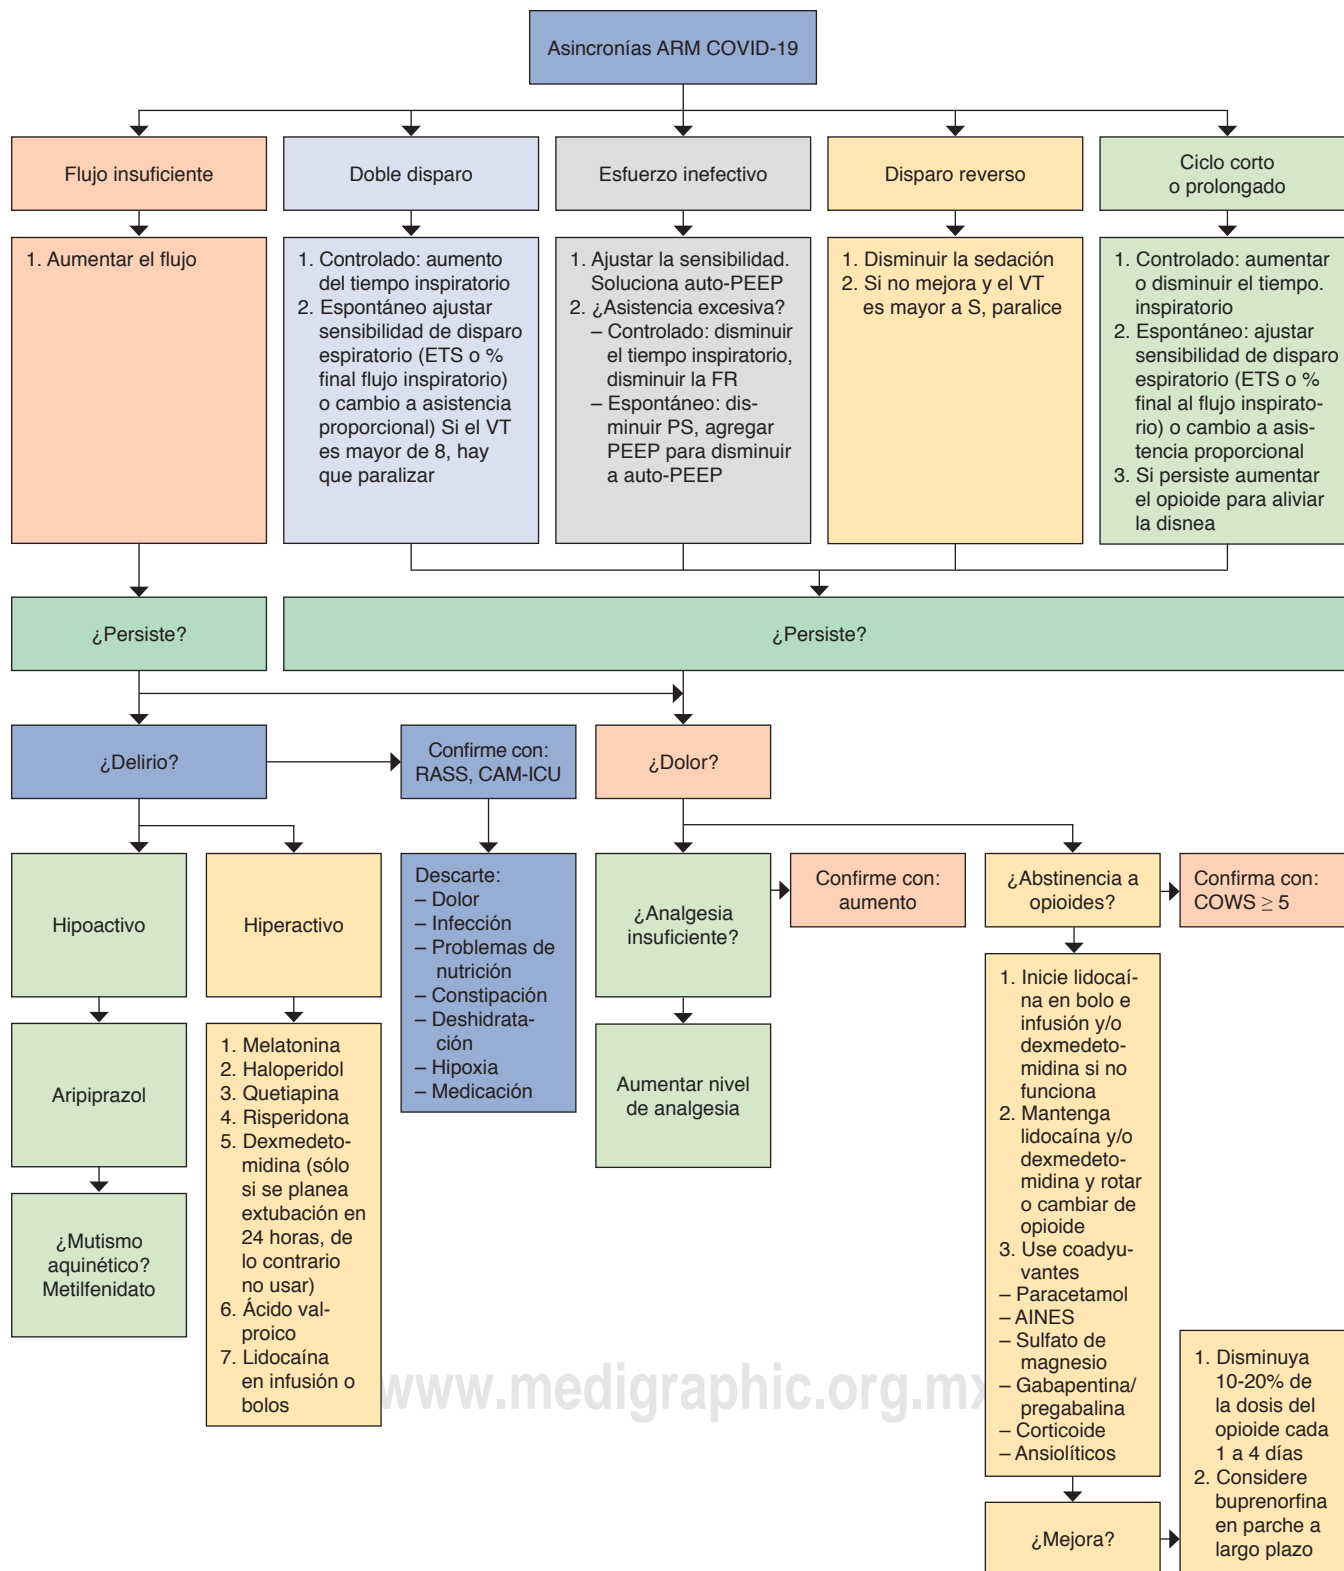 Asincronías ARM COVID-19
Flujo insuficiente
Doble disparo
Esfuerzo inefectivo
Disparo reverso
Ciclo corto
o prolongado
1. Aumentar el flujo
1. Controlado: aumento
del tiempo inspiratorio
2. Espontáneo ajustar
sensibilidad de disparo
espiratorio (ETS o %
final flujo inspiratorio)
o cambio a asistencia
proporcional) Si el VT
es mayor de 8, hay
que paralizar
1. Ajustar la sensibilidad.
Soluciona auto-PEEP
2. ¿Asistencia excesiva?
– Controlado: disminuir
el tiempo inspiratorio,
disminuir la FR
– Espontáneo: dis-
minuir PS, agregar
PEEP para disminuir
a auto-PEEP
1. Disminuir la sedación
2. Si no mejora y el VT
es mayor a S, paralice
1. Controlado: aumentar
o disminuir el tiempo.
inspiratorio
2. Espontáneo: ajustar
sensibilidad de disparo
espiratorio (ETS o %
final al flujo inspirato-
rio) o cambio a asis-
tencia proporcional
3. Si persiste aumentar
el opioide para aliviar
la disnea
¿Persiste?
¿Persiste?
¿Delirio?
Confirme con:
RASS, CAM-ICU
¿Dolor?
Hipoactivo
Hiperactivo
Descarte:
– Dolor
– Infección
– Problemas de
nutrición
– Constipación
– Deshidrata-
ción
– Hipoxia
– Medicación
¿Analgesia
insuficiente?
Confirme con:
aumento
¿Abstinencia a
opioides?
Confirma con:
COWS ≥ 5
Aripiprazol
1. Melatonina
2. Haloperidol
3. Quetiapina
4. Risperidona
5. Dexmedeto-
midina (sólo
si se planea
extubación en
24 horas, de
lo contrario
no usar)
6. Ácido val-
proico
7. Lidocaína
en infusión o
bolos
Aumentar nivel
de analgesia
1. Inicie lidocaí-
na en bolo e
infusión y/o
dexmedeto-
midina si no
funciona
2. Mantenga
lidocaína y/o
dexmedeto-
midina y rotar
o cambiar de
opioide
3. Use coadyu-
vantes
– Paracetamol
– AINES
– Sulfato de
magnesio
– Gabapentina/
pregabalina
– Corticoide
– Ansiolíticos
¿Mutismo
aquinético?
Metilfenidato
www.medigraphic.org.mx
¿Mejora?
1. Disminuya
10-20% de
la dosis del
opioide cada
1 a 4 días
2. Considere
buprenorfina
en parche a
largo plazo